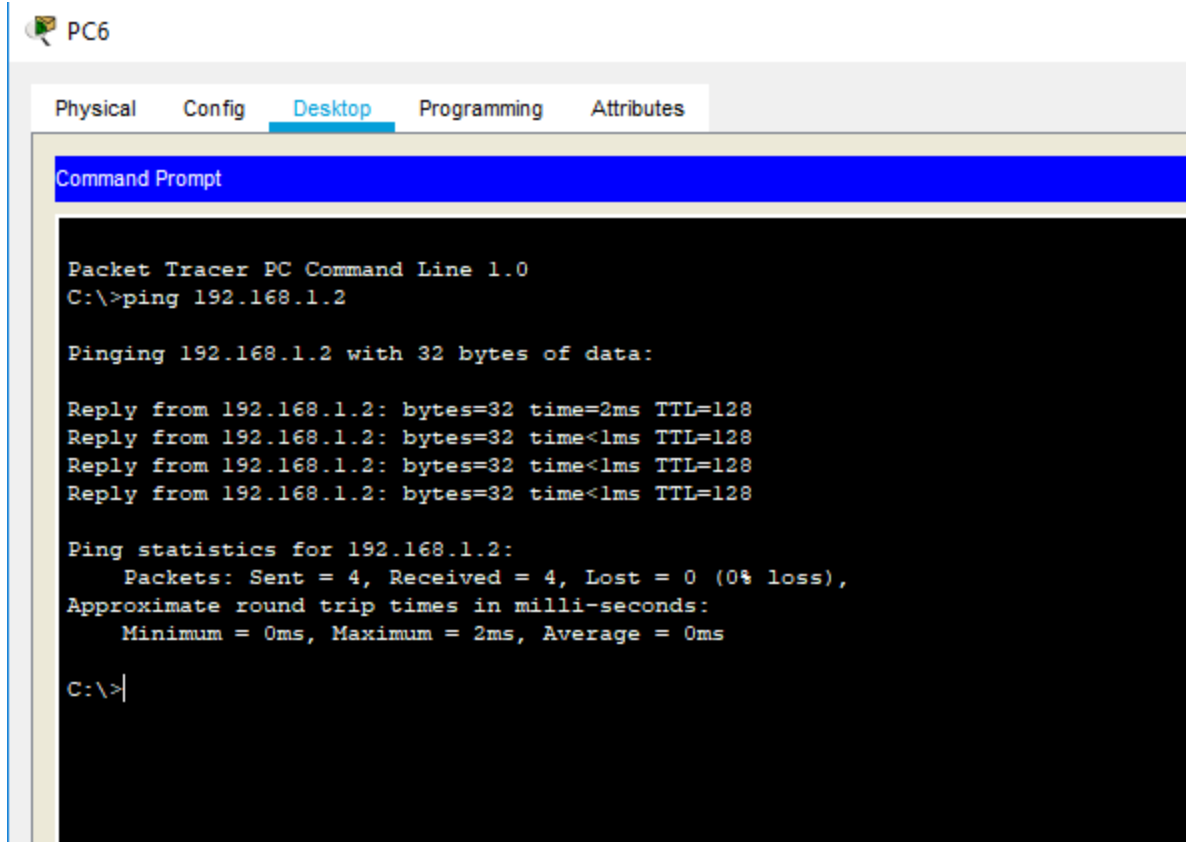 PC6
Physical Config Desktop Programming Attributes
Command Prompt
Packet Tracer PC Command Line 1.0
C:\>ping 192.168.1.2
Pinging 192.168.1.2 with 32 bytes of data:
Reply from 192.168.1.2: bytes=32 time=2ms TTL=128
Reply from 192.168.1.2: bytes=32 time<1ms TTL=128
Reply from 192.168.1.2: bytes=32 time<1ms TTL=128
Reply from 192.168.1.2: bytes=32 time<1ms TTL=128
Ping statistics for 192.168.1.2:
    Packets: Sent = 4, Received = 4, Lost = 0 (0% loss),
Approximate round trip times in milli-seconds:
    Minimum = 0ms, Maximum = 2ms, Average = 0ms
C:\>